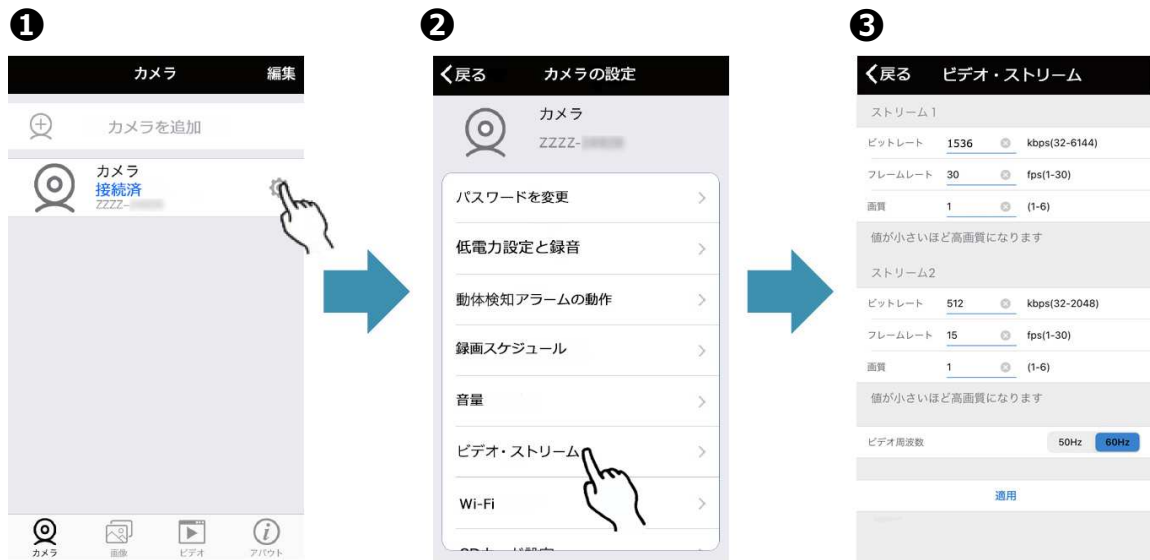 ❶
カメラ 編集
カメラを追加
カメラ
接続済
ZZZZ-
カメラ 画像 ビデオ アバウト
❷
戻る カメラの設定
カメラ
ZZZZ-
パスワードを変更
低電力設定と録音
動体検知アラームの動作
録画スケジュール
音量
ビデオ・ストリーム
Wi-Fi
❸
戻る ビデオ・ストリーム
ストリーム1
ビットレート 1536 kbps(32-6144)
フレームレート 30 fps(1-30)
画質 1 (1-6)
値が小さいほど高画質になります
ストリーム2
ビットレート 512 kbps(32-2048)
フレームレート 15 fps(1-30)
画質 1 (1-6)
値が小さいほど高画質になります
ビデオ周波数 50Hz 60Hz
適用